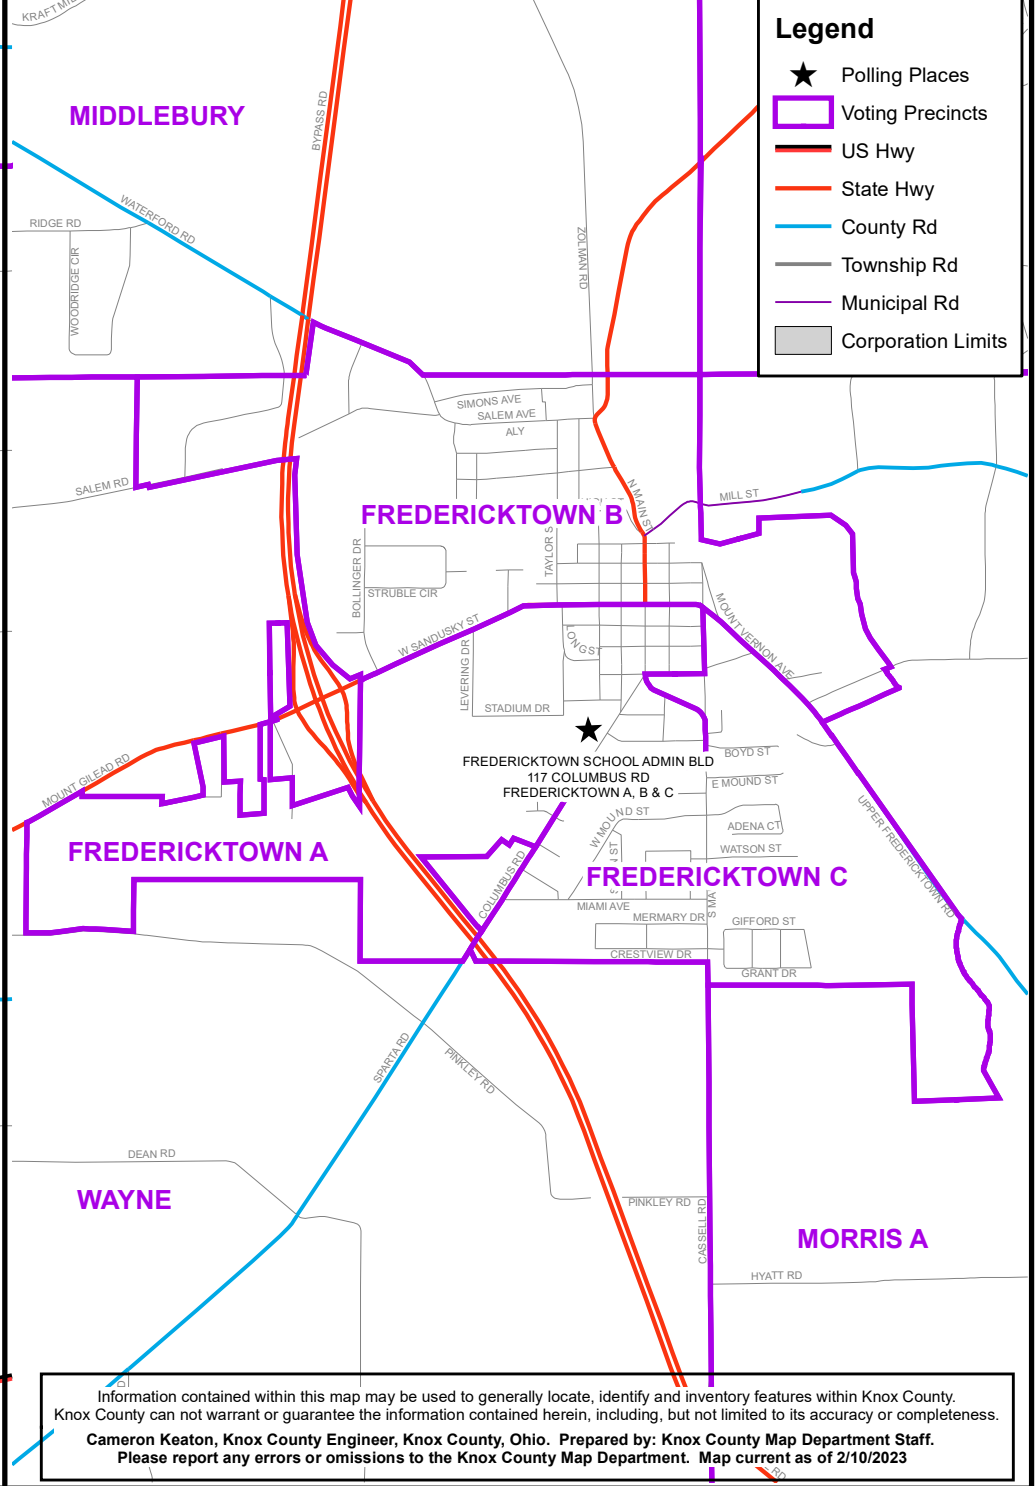 KRAFT MIL
Legend
Polling Places
Voting Precincts
US Hwy
State Hwy
County Rd
Township Rd
Municipal Rd
Corporation Limits
MIDDLEBURY
BYPASS RD
WATERFORD RD
RIDGE RD
WOODRIDGE CIR
ZOLMAN RD
SIMONS AVE
SALEM AVE
ALY
SALEM RD
N MAIN ST
MILL ST
FREDERICKTOWN B
TAYLOR S
BOLLINGER DR
STRUBLE CIR
W SANDUSKY ST
LONG ST
MOUNT VERNON AVE
LEVERING DR
STADIUM DR
FREDERICKTOWN SCHOOL ADMIN BLD
117 COLUMBUS RD
FREDERICKTOWN A, B & C
BOYD ST
E MOUND ST
MOUNT GILEAD RD
W MOUND ST
ADENA CT
UPPER FREDERICKTOWN RD
WATSON ST
FREDERICKTOWN A
COLUMBUS RD
FREDERICKTOWN C
MIAMI AVE
S MA
MERMARY DR
GIFFORD ST
CRESTVIEW DR
GRANT DR
SPARTA RD
PINKLEY RD
DEAN RD
WAYNE
PINKLEY RD
CASSELL RD
MORRIS A
HYATT RD
Information contained within this map may be used to generally locate, identify and inventory features within Knox County.
Knox County can not warrant or guarantee the information contained herein, including, but not limited to its accuracy or completeness.
Cameron Keaton, Knox County Engineer, Knox County, Ohio. Prepared by: Knox County Map Department Staff.
Please report any errors or omissions to the Knox County Map Department. Map current as of 2/10/2023
RD